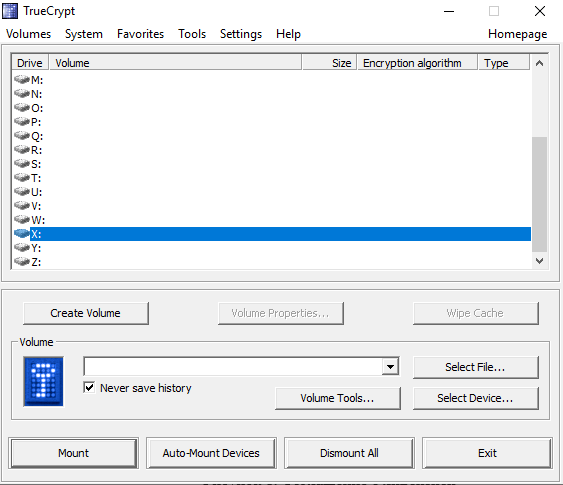 TrueCrypt
Volumes System Favorites Tools Settings Help Homepage
Drive Volume Size Encryption algorithm Type
M:
N:
O:
P:
Q:
R:
S:
T:
U:
V:
W:
X:
Y:
Z:
Create Volume Volume Properties... Wipe Cache
Volume
Select File...
Never save history
Volume Tools... Select Device...
Mount Auto-Mount Devices Dismount All Exit